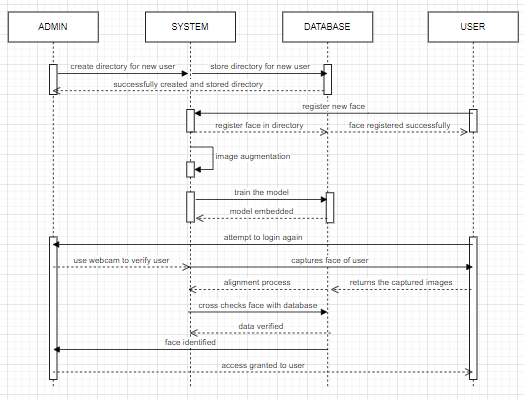 ADMIN
SYSTEM
DATABASE
USER
create directory for new user
store directory for new user
successfully created and stored directory
register new face
register face in directory
face registered successfully
image augmentation
train the model
model embedded
attempt to login again
use webcam to verify user
captures face of user
alignment process
returns the captured images
cross checks face with database
data verified
face identified
access granted to user